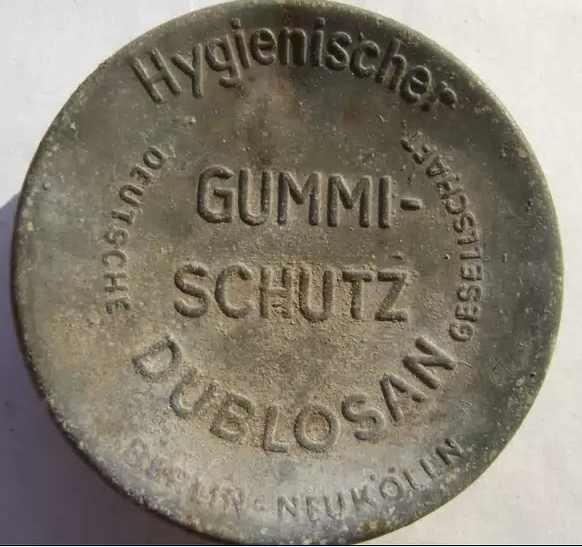 Hygienischer
DEUTSCHE
GUMMI-
SCHUTZ
DUBLOSAN
GESELLSCHAFT
BERLIN-NEUKÖLLN